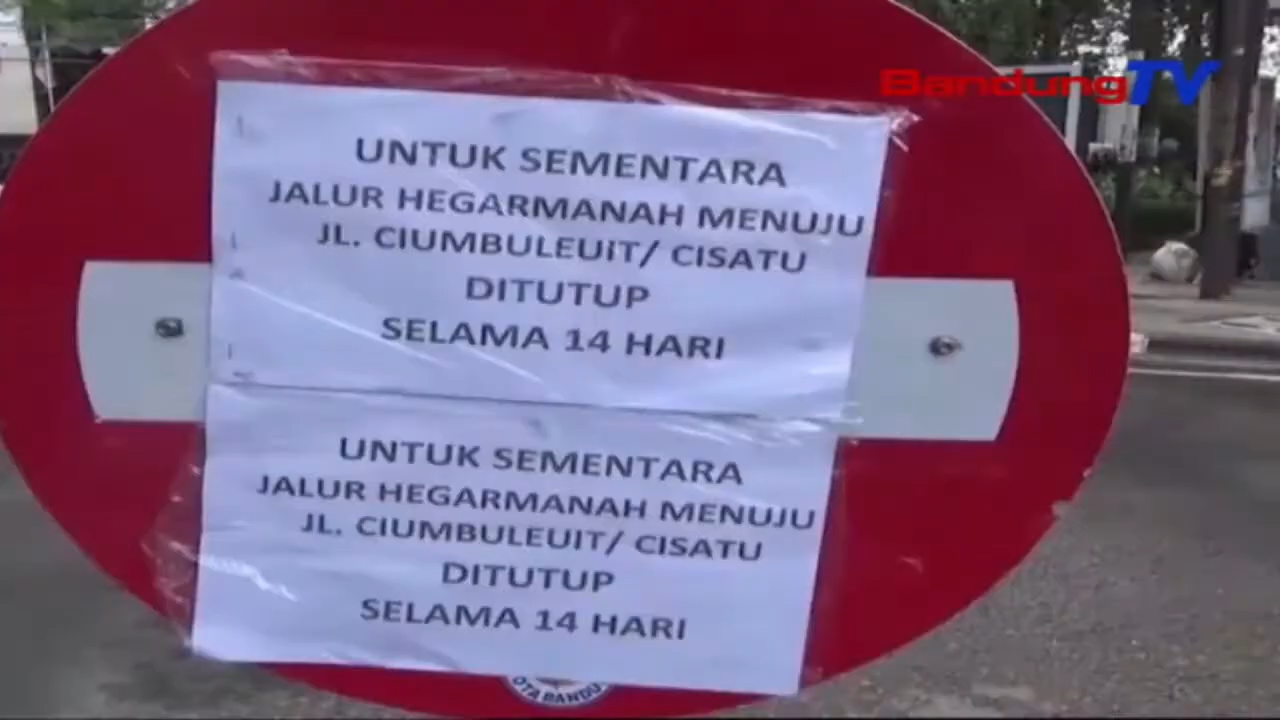 BandungTV
UNTUK SEMENTARA
JALUR HEGARMANAH MENUJU
JL. CIUMBULEUIT/ CISATU
DITUTUP
SELAMA 14 HARI
UNTUK SEMENTARA
JALUR HEGARMANAH MENUJU
JL. CIUMBULEUIT/ CISATU
DITUTUP
SELAMA 14 HARI